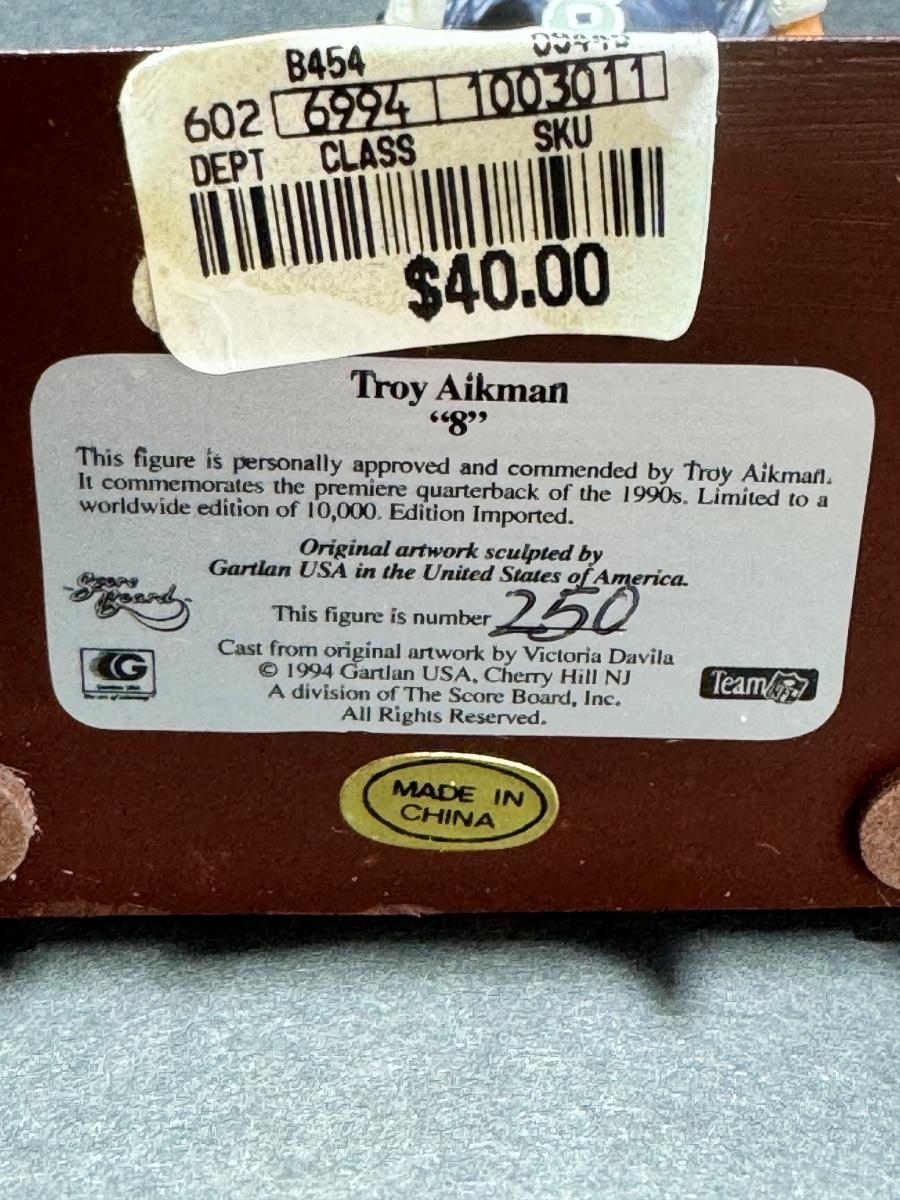 B454
602 6994 1003011
DEPT CLASS SKU
$40.00
Troy Aikman
“8”
This figure is personally approved and commended by Troy Aikman.
It commemorates the premiere quarterback of the 1990s. Limited to a
worldwide edition of 10,000. Edition Imported.
Original artwork sculpted by
Gartlan USA in the United States of America.
Score Board
This figure is number 250
Cast from original artwork by Victoria Davila
© 1994 Gartlan USA, Cherry Hill NJ
A division of The Score Board, Inc.
All Rights Reserved.
G
Team NFL
MADE IN
CHINA